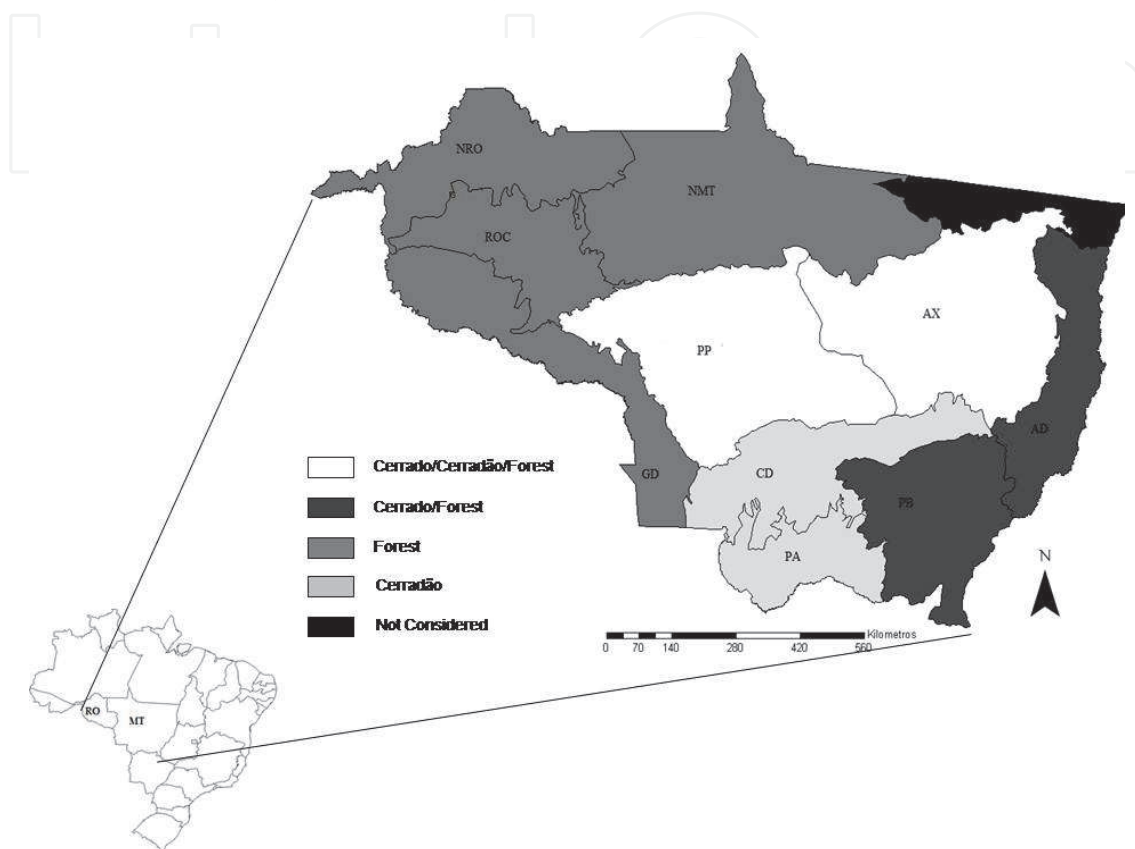 NRO
NMT
ROC
AX
PP
AD
GD
CD
PB
PA
Cerrado/Cerradão/Forest
Cerrado/Forest
Forest
Cerradão
Not Considered
N
Kilometros
0 70 140 280 420 560
RO
MT